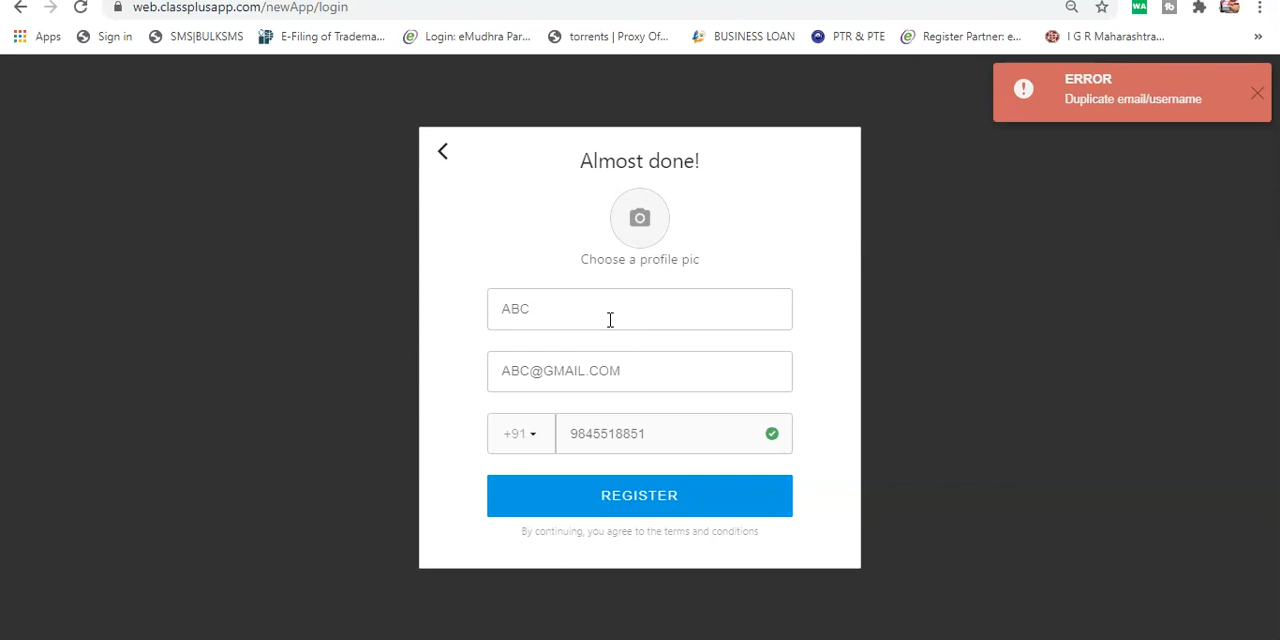 web.classplusapp.com/newApp/login
WA
Apps Sign in SMS|BULKSMS E-Filing of Tradema... Login: eMudhra Par... torrents | Proxy Of... BUSINESS LOAN PTR & PTE Register Partner: e... I G R Maharashtra... »
ERROR
Duplicate email/username
Almost done!
Choose a profile pic
ABC
ABC@GMAIL.COM
+91 9845518851
REGISTER
By continuing, you agree to the terms and conditions